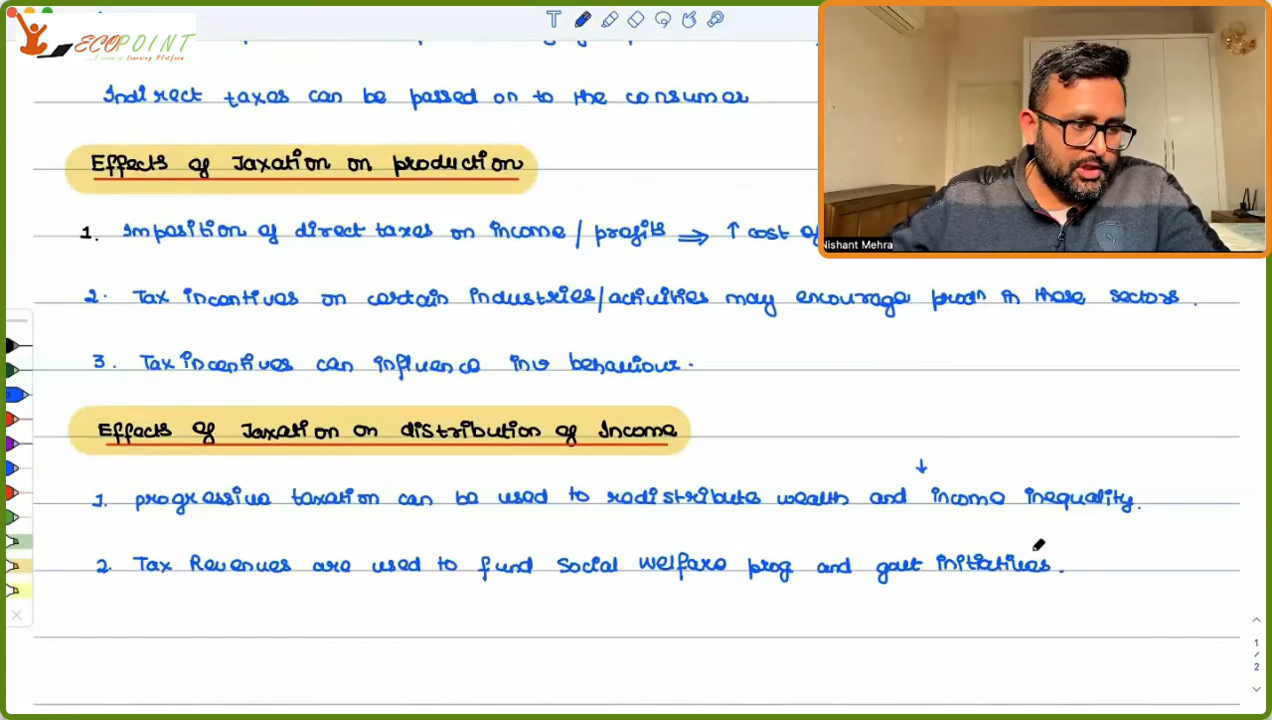 ECOPOINT
Learning Platform
Indirect taxes can be passed on to the consumer
Effects of Taxation on production
1. Imposition of direct taxes on income / profits ⇒ ↑ cost of
Nishant Mehra
2. Tax incentives on certain industries/activities may encourage prodn in those sectors.
3. Tax incentives can influence inv behaviour.
Effects of Taxation on distribution of Income
1. progressive taxation can be used to redistribute wealth and ↓ income inequality.
2. Tax Revenues are used to fund Social welfare prog and govt initiatives.
1
/
2